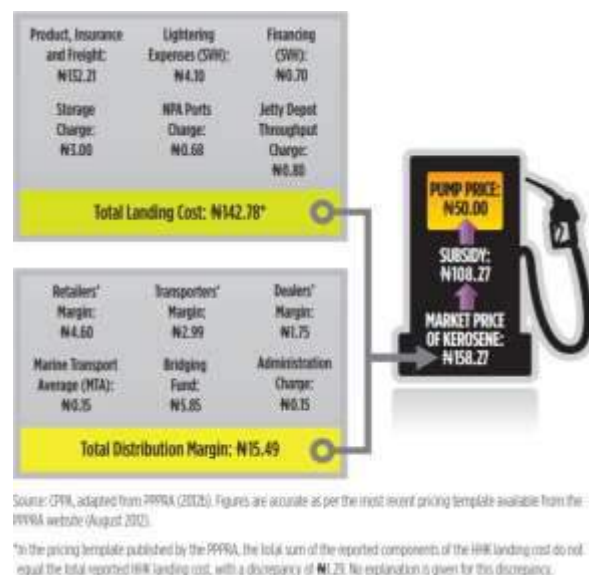 Product, Insurance
and Freight:
₦132.21
Lightering
Expenses (SVH):
₦4.10
Financing
(SVH):
₦0.70
Storage
Charge:
₦3.00
NPA Ports
Charge:
₦0.68
Jetty Depot
Throughput
Charge:
₦0.80
Total Landing Cost: ₦142.78*
Retailers'
Margin:
₦4.60
Transporters'
Margin:
₦2.99
Dealers'
Margin:
₦1.75
Marine Transport
Average (MTA):
₦0.15
Bridging
Fund:
₦5.85
Administration
Charge:
₦0.15
Total Distribution Margin: ₦15.49
PUMP PRICE:
₦50.00
SUBSIDY:
₦108.27
MARKET PRICE
OF KEROSENE:
₦158.27
Source: CPPA, adapted from PPPRA (2012b). Figures are accurate as per the most recent pricing template available from the
PPPRA website (August 2012).
*In the pricing template published by the PPPRA, the total sum of the reported components of the HHK landing cost do not
equal the total reported HHK landing cost, with a discrepancy of ₦1.29. No explanation is given for this discrepancy.